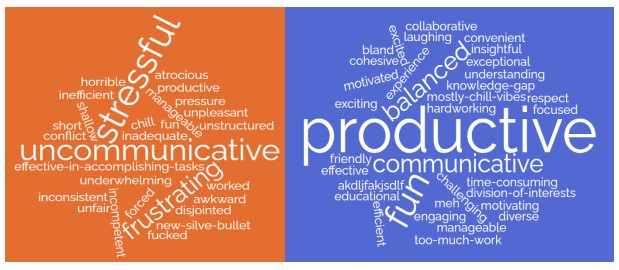 stressful
horrible
atrocious
productive
inefficient
manageable
pressure
shallow
unpleasant
short
chill
fun
unstructured
conflict
inadequate
uncommunicative
effective-in-accomplishing-tasks
underwhelming
frustrating
worked
inconsistent
incompetent
forced
awkward
unfair
disjointed
new-silve-bullet
fucked
collaborative
excited
laughing
convenient
bland
insightful
cohesive
experience
balanced
exceptional
understanding
motivated
knowledge-gap
mostly-chill-vibes
respect
exciting
hardworking
focused
productive
friendly
communicative
effective
challenging
time-consuming
akdljfakjsdlf
division-of-interests
educational
fun
meh
motivating
efficient
engaging
diverse
manageable
too-much-work